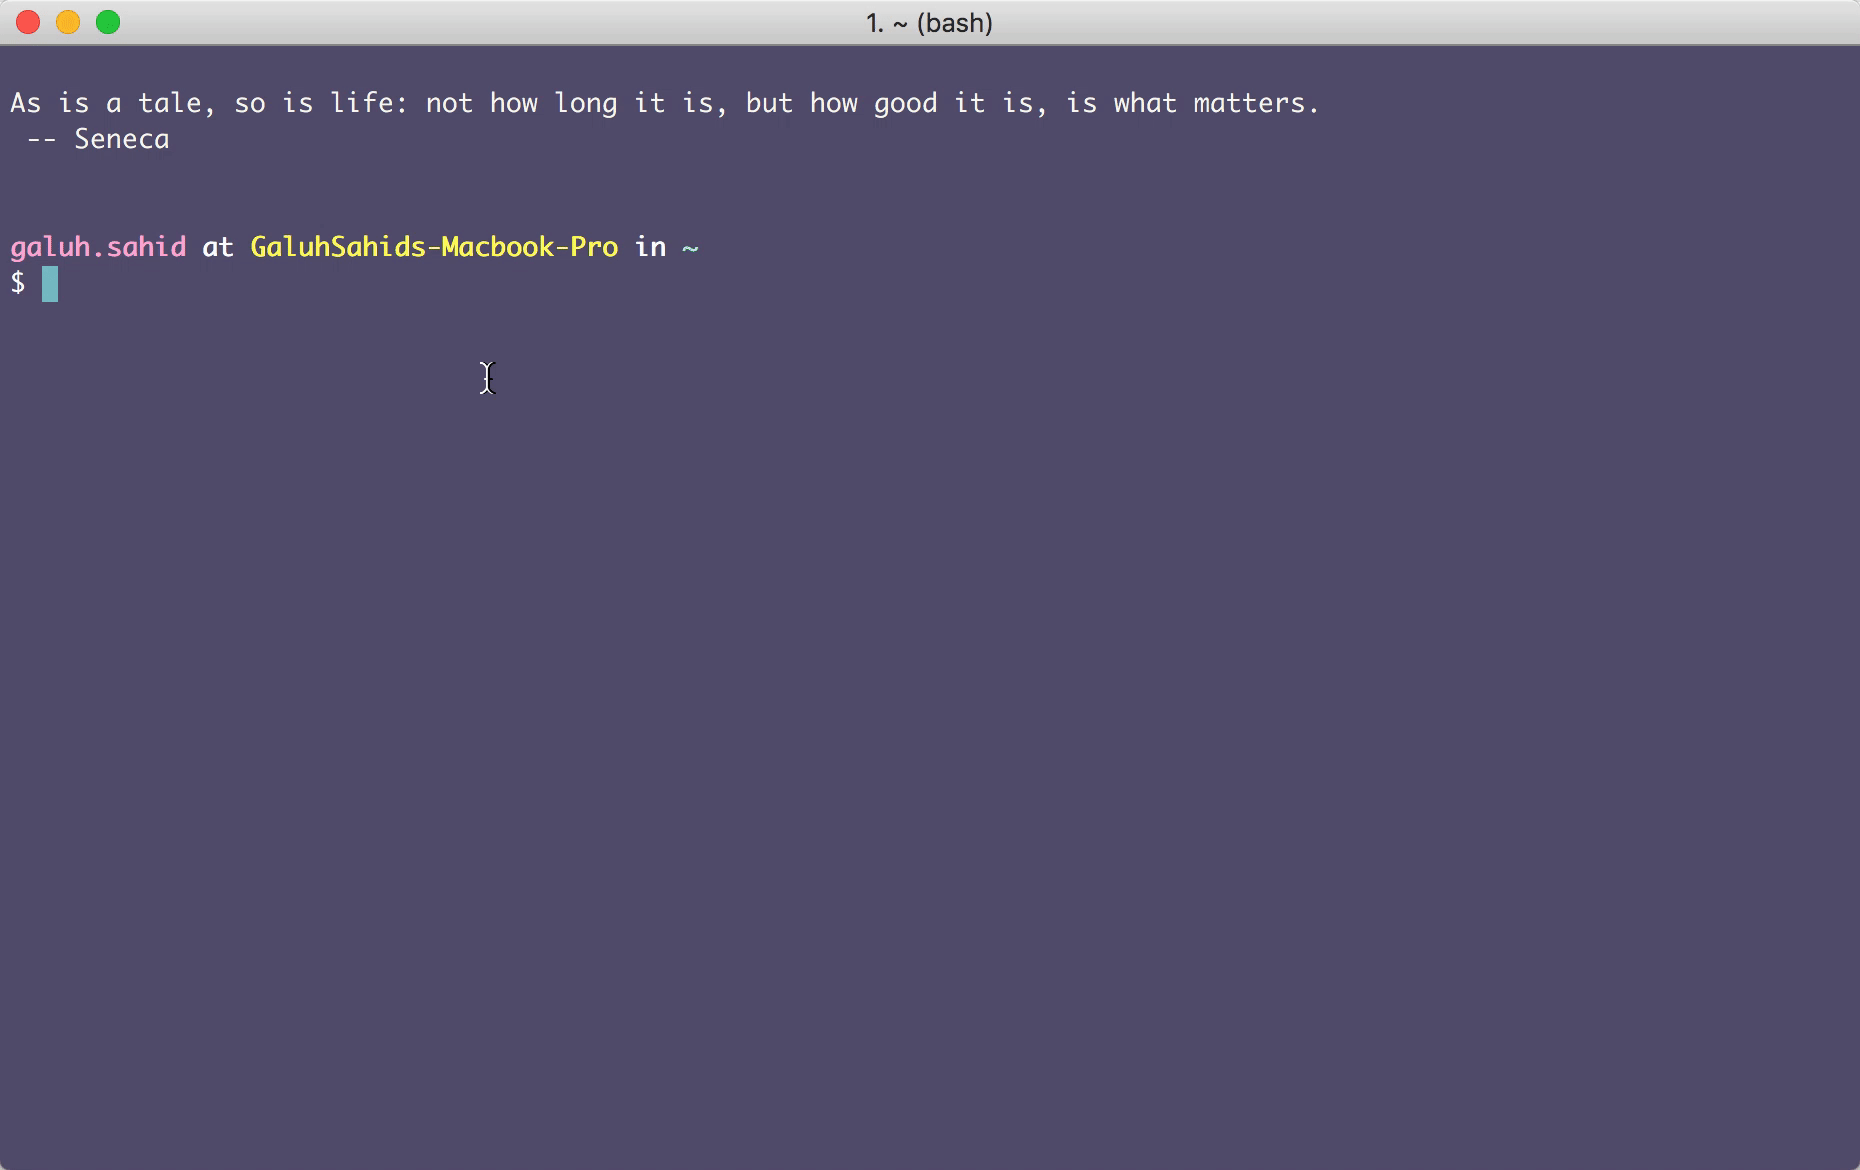 1. ~ (bash)
As is a tale, so is life: not how long it is, but how good it is, is what matters.
-- Seneca
galuh.sahid at GaluhSahids-Macbook-Pro in ~
$